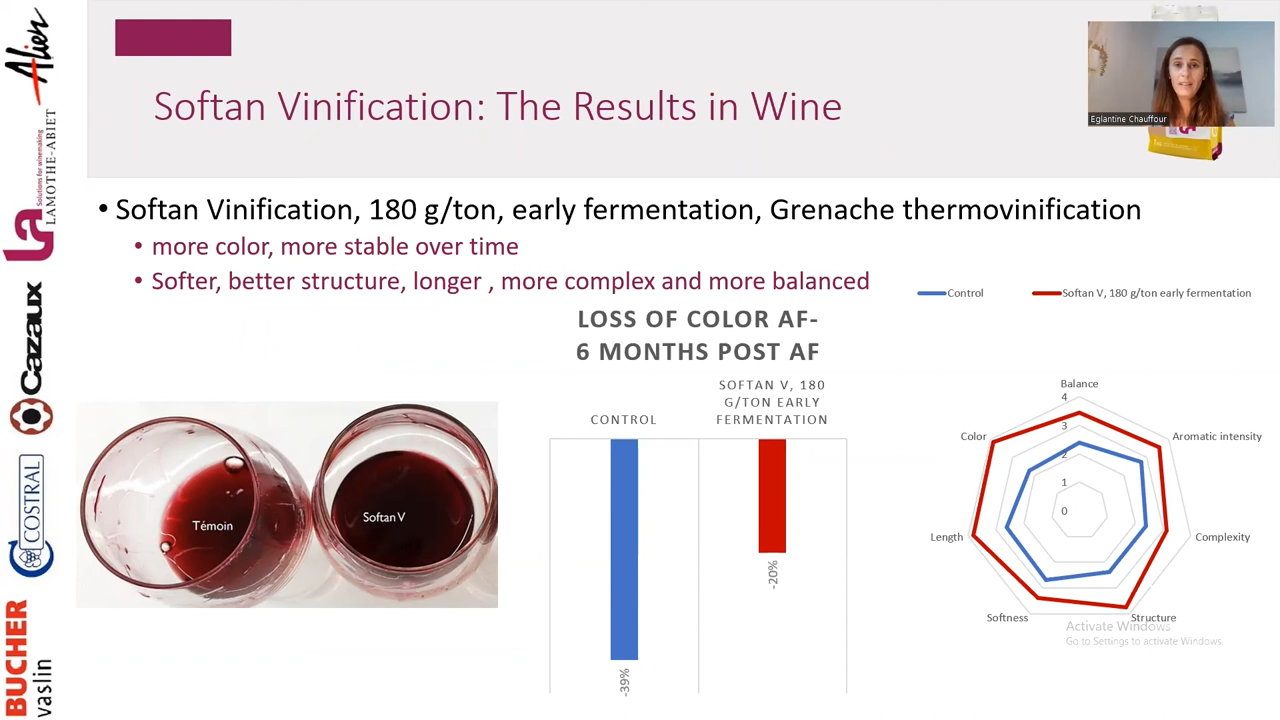 Alien
Solutions for winemaking
La
LAMOTHE-ABIET
Cazaux
COSTRAL
BUCHER
vaslin
Softan Vinification: The Results in Wine
Eglantine Chauffour
• Softan Vinification, 180 g/ton, early fermentation, Grenache thermovinification
• more color, more stable over time
• Softer, better structure, longer , more complex and more balanced
Témoin
Softan V
LOSS OF COLOR AF-
6 MONTHS POST AF
CONTROL
SOFTAN V, 180
G/TON EARLY
FERMENTATION
-39%
-20%
Control
Softan V, 180 g/ton early fermentation
Balance
4
3
2
1
0
Aromatic intensity
Complexity
Structure
Softness
Length
Color
Activate Windows
Go to Settings to activate Windows.